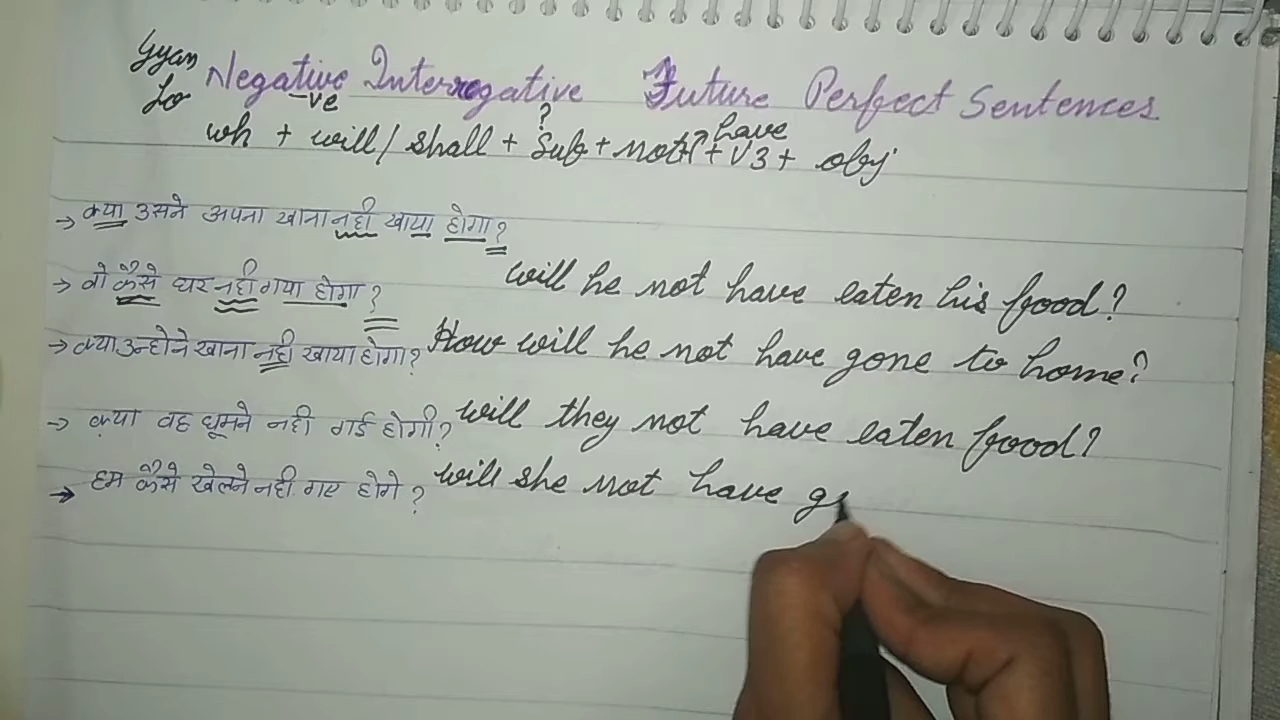 Gyan Negative Interrogative Future Perfect Sentences
-ve ?
wh + will / shall + Sub + not + have + V3 + obj
→ क्या उसने अपना खाना नही खाया होगा?
will he not have eaten his food?
→ वो कैसे घर नही गया होगा?
How will he not have gone to home?
→ क्या उन्होने खाना नही खाया होगा?
will they not have eaten food?
→ क्या वह घूमने नही गई होगी?
will she not have g
→ हम कैसे खेलने नही गए होगे?